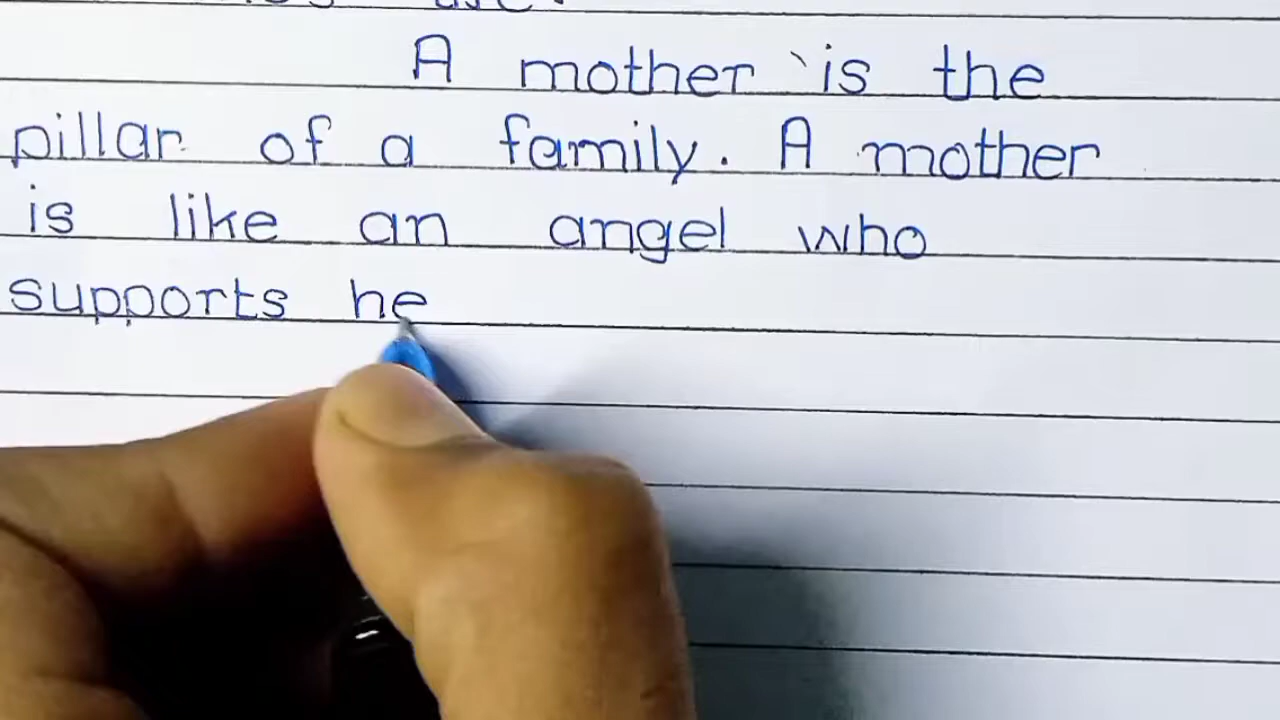 A mother is the
pillar of a family. A mother
is like an angel who
supports he